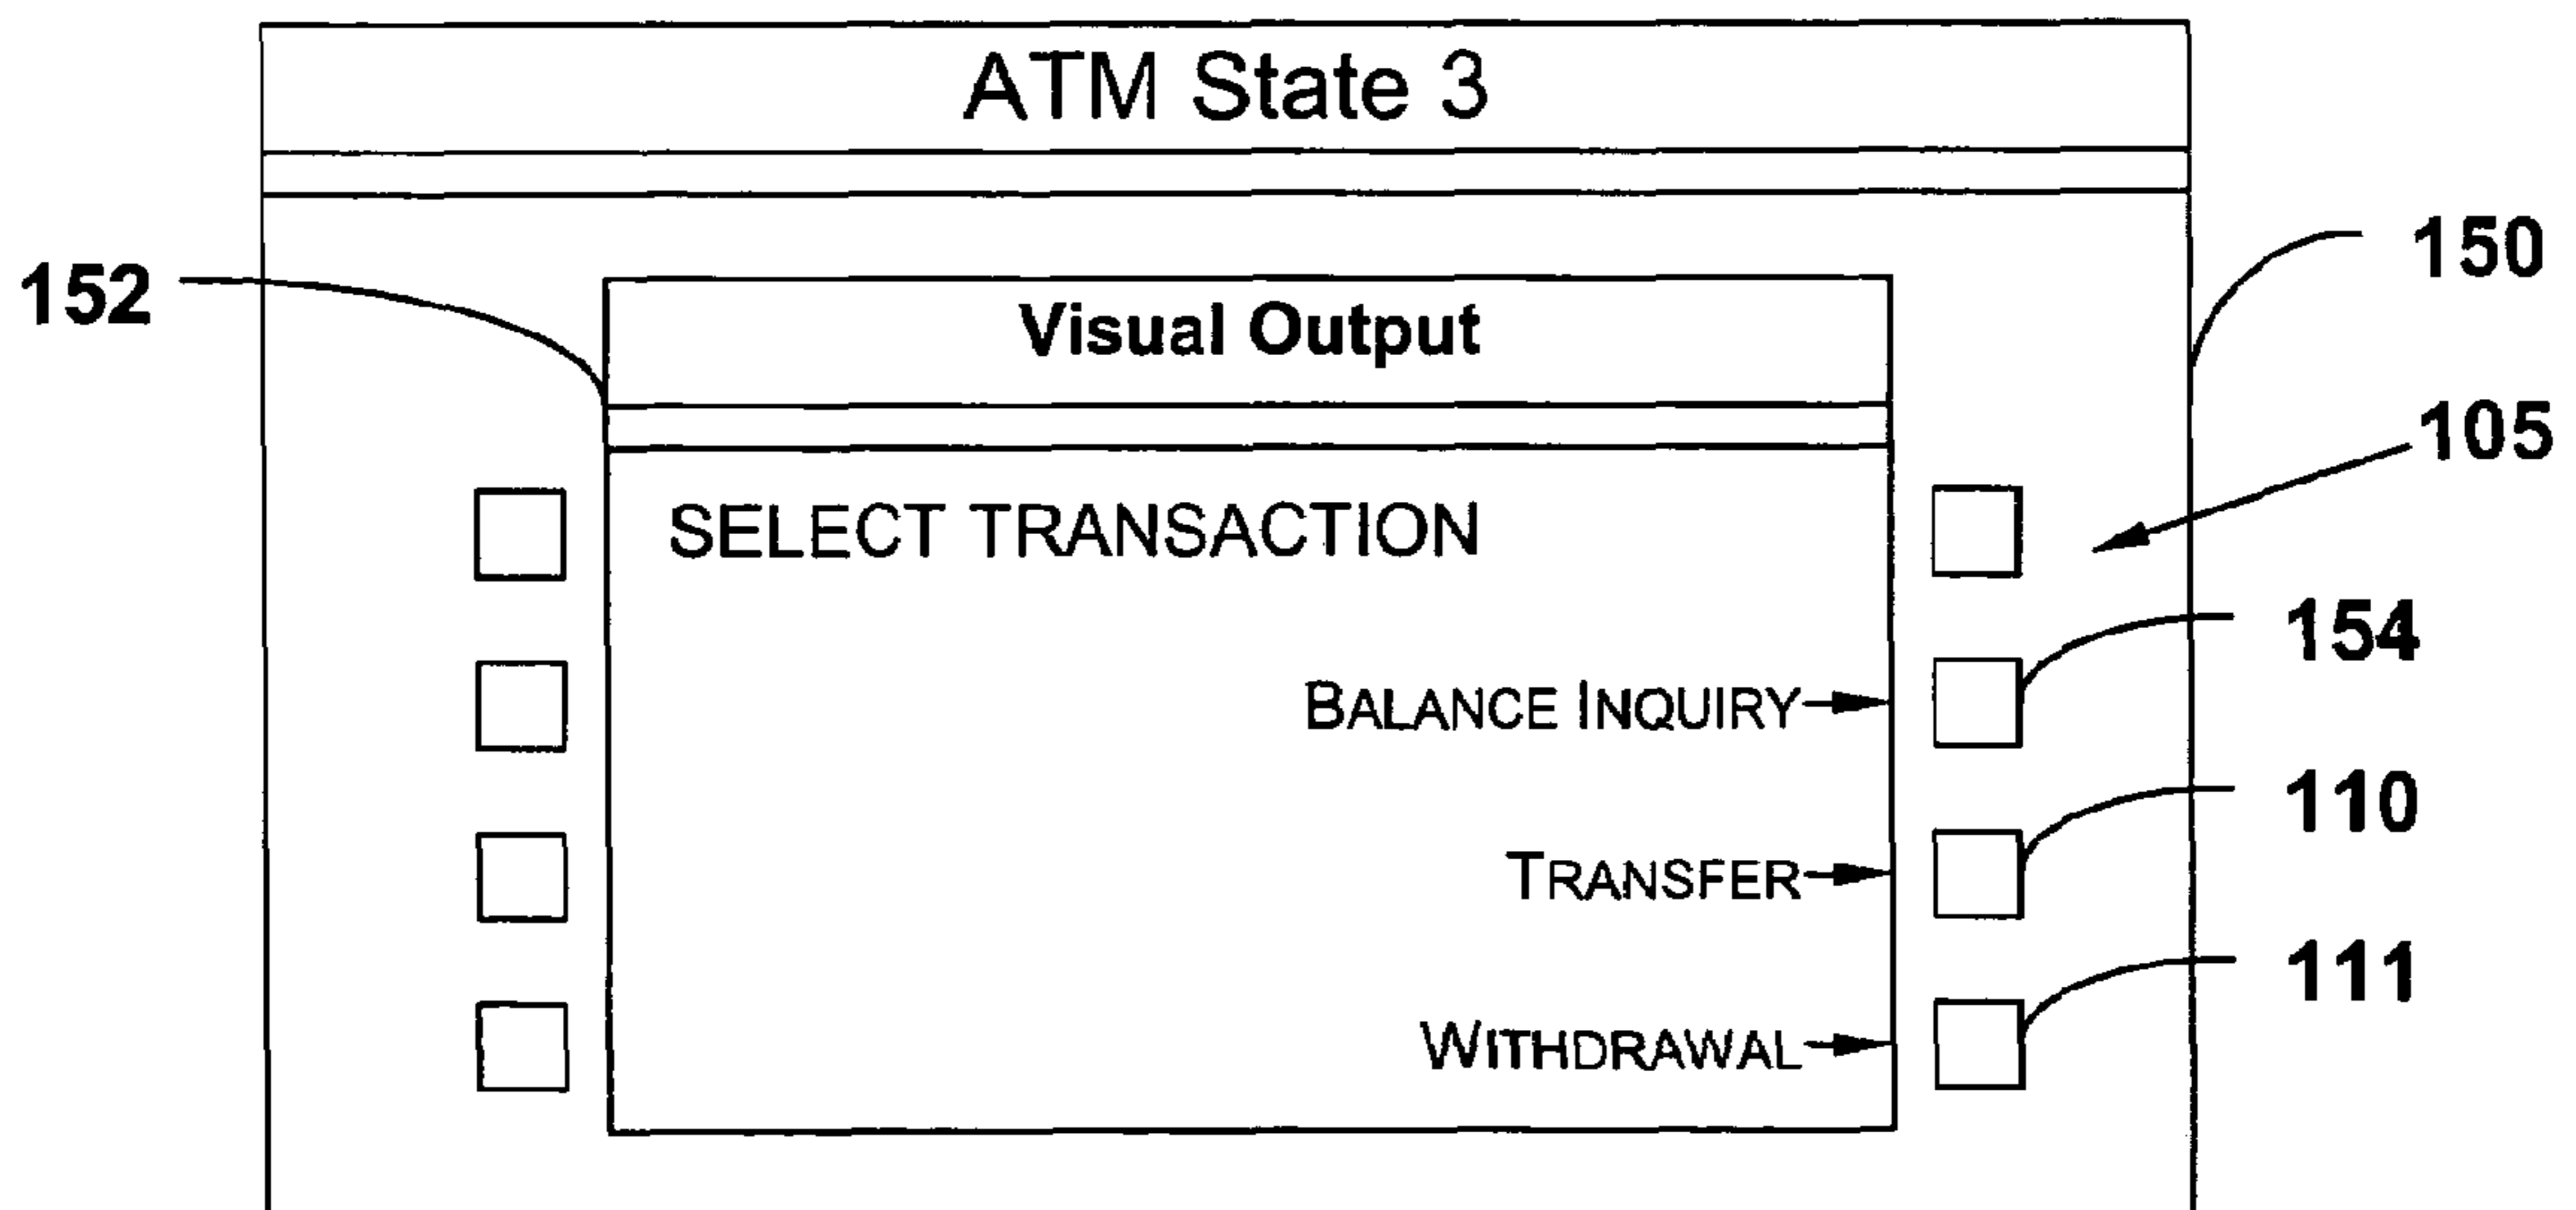 ATM State 3
150
152
Visual Output
105
SELECT TRANSACTION
154
BALANCE INQUIRY
110
TRANSFER
111
WITHDRAWAL